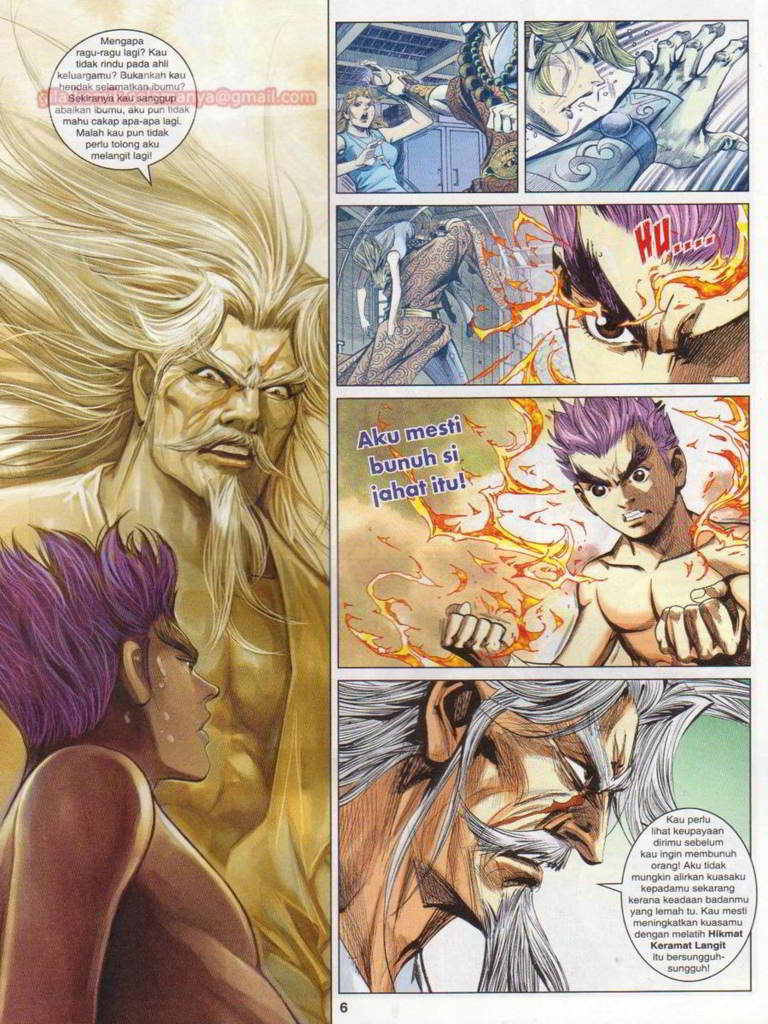 Mengapa
ragu-ragu lagi? Kau
tidak rindu pada ahli
keluargamu? Bukankah kau
hendak selamatkan ibumu?
Sekiranya kau sanggup
abaikan ibumu, aku pun tidak
mahu cakap apa-apa lagi.
Malah kau pun tidak
perlu tolong aku
melangit lagi!
anya@gmail.com
HU.....
Aku mesti
bunuh si
jahat itu!
Kau perlu
lihat keupayaan
dirimu sebelum
kau ingin membunuh
orang! Aku tidak
mungkin alirkan kuasaku
kepadamu sekarang
kerana keadaan badanmu
yang lemah tu. Kau mesti
meningkatkan kuasamu
dengan melatih Hikmat
Keramat Langit
itu bersungguh-
sungguh!
6